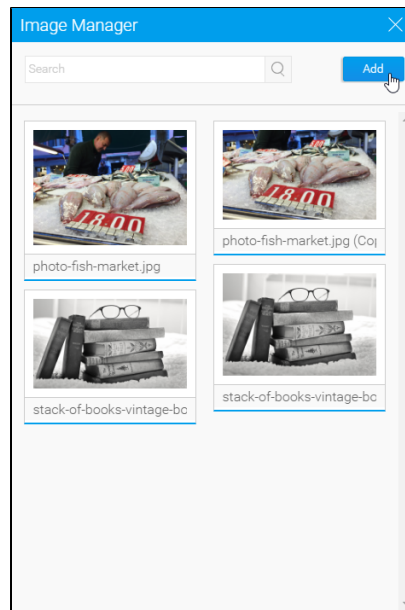 Image Manager
Search
Add
18.00
18.00
photo-fish-market.jpg
photo-fish-market.jpg (Co
stack-of-books-vintage-bo
stack-of-books-vintage-bo